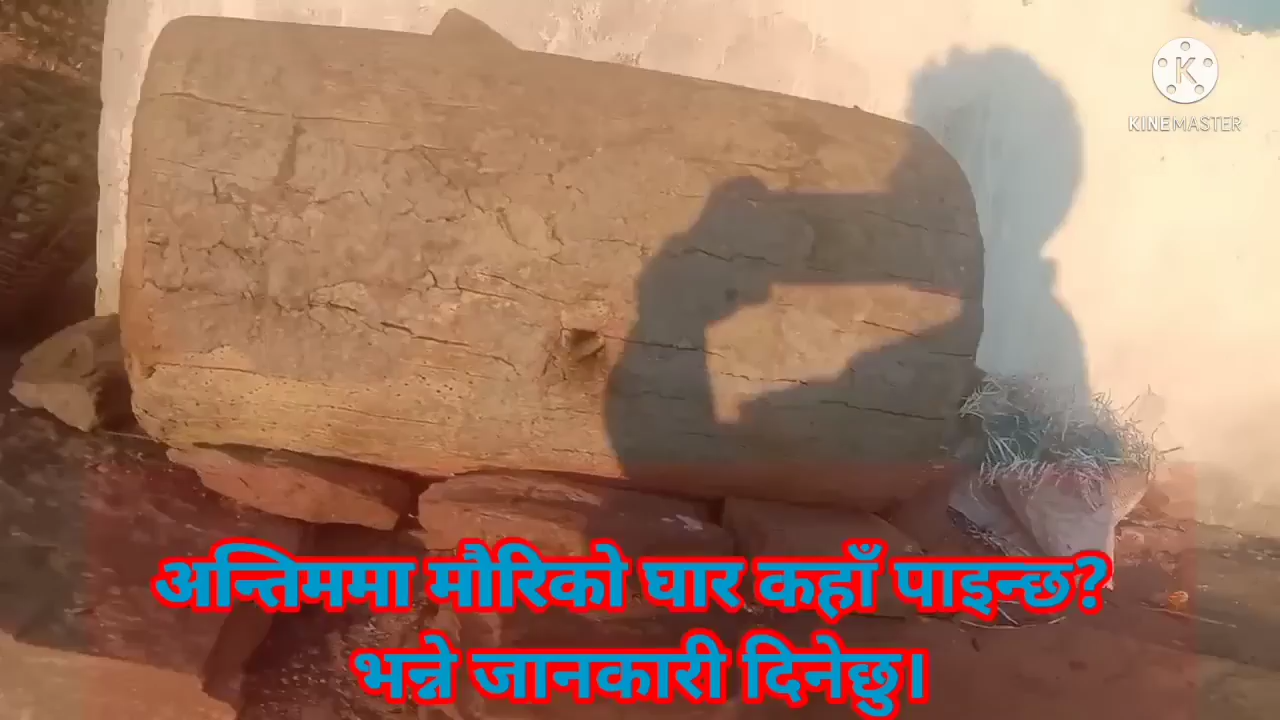 KINEMASTER
अन्तिममा मौरिको घार कहाँ पाइन्छ?
भन्ने जानकारी दिनेछु।